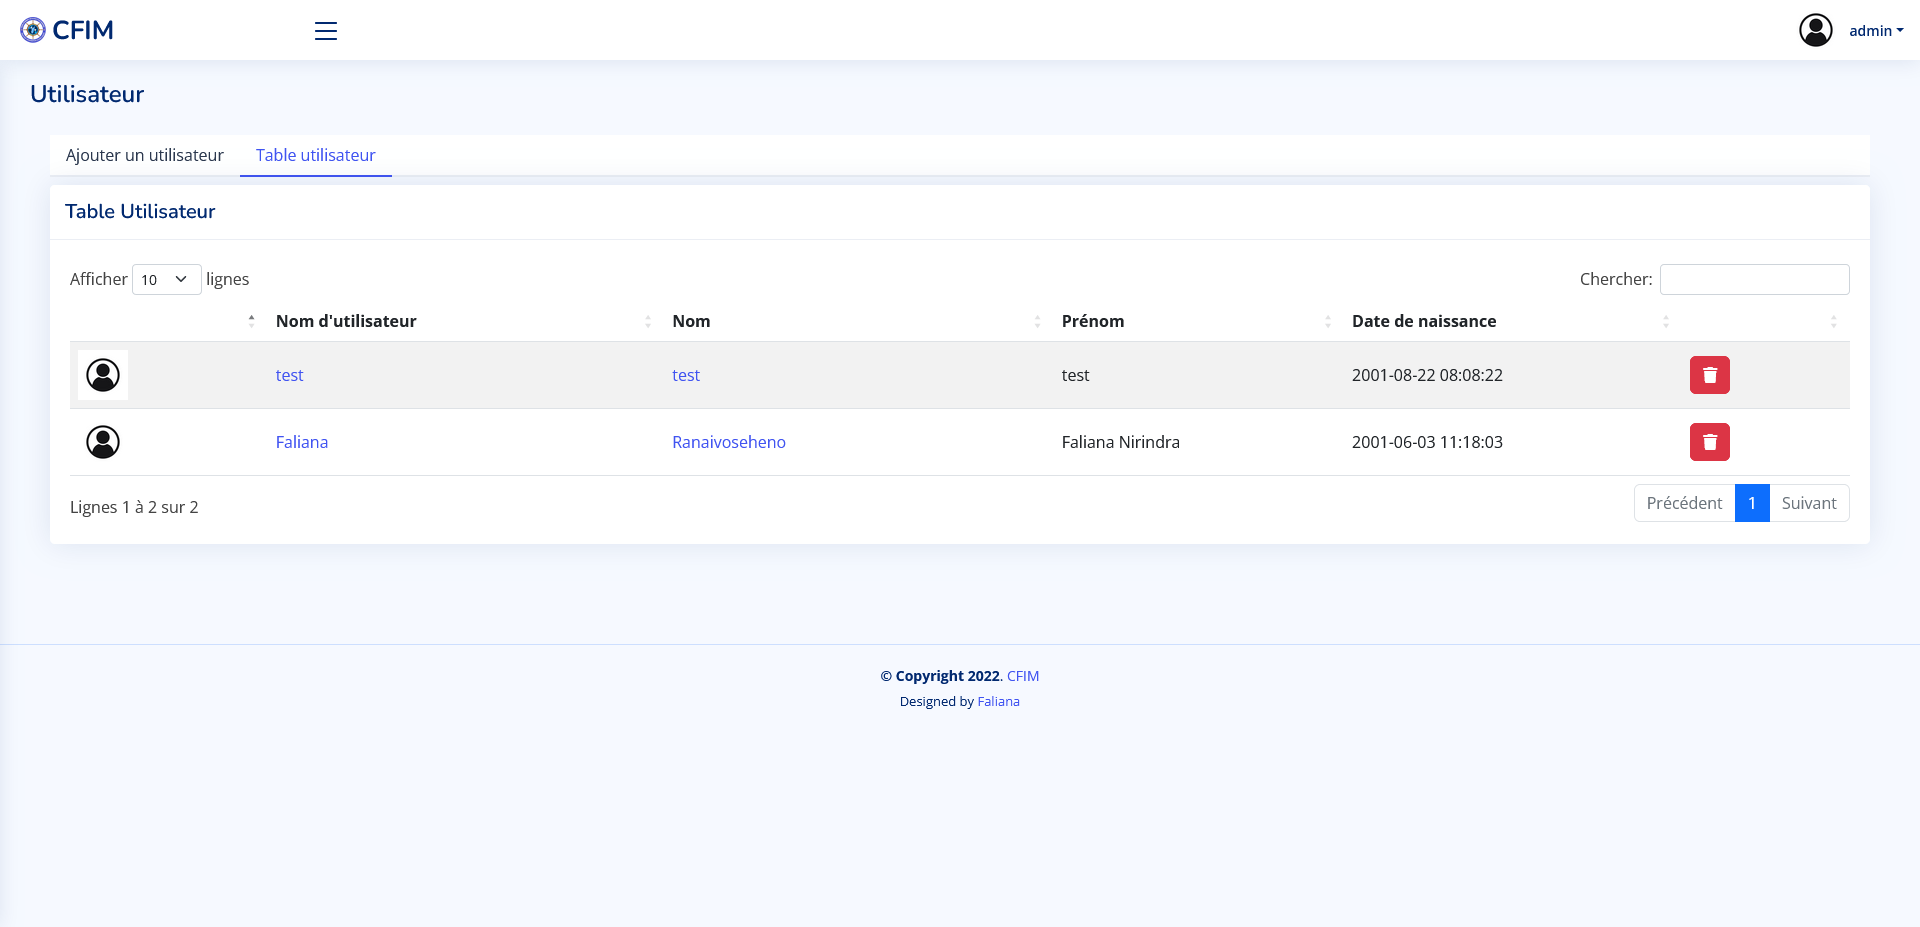 CFIM
admin
Utilisateur
Ajouter un utilisateur Table utilisateur
Table Utilisateur
Afficher 10 lignes Chercher:
Nom d'utilisateur Nom Prénom Date de naissance
test test test 2001-08-22 08:08:22
Faliana Ranaivoseheno Faliana Nirindra 2001-06-03 11:18:03
Lignes 1 à 2 sur 2 Précédent 1 Suivant
© Copyright 2022. CFIM
Designed by Faliana